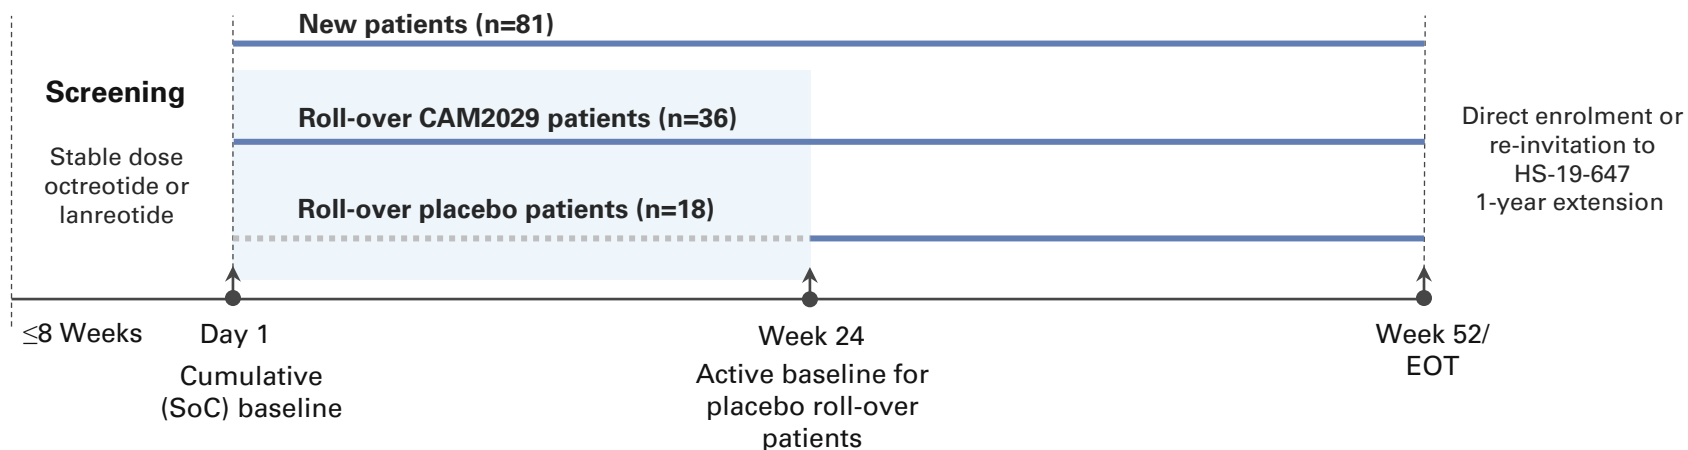 New patients (n=81)
Screening
Stable dose
octreotide or
lanreotide
Roll-over CAM2029 patients (n=36)
Roll-over placebo patients (n=18)
Direct enrolment or
re-invitation to
HS-19-647
1-year extension
≤8 Weeks
Day 1
Cumulative
(SoC) baseline
Week 24
Active baseline for
placebo roll-over
patients
Week 52/
EOT